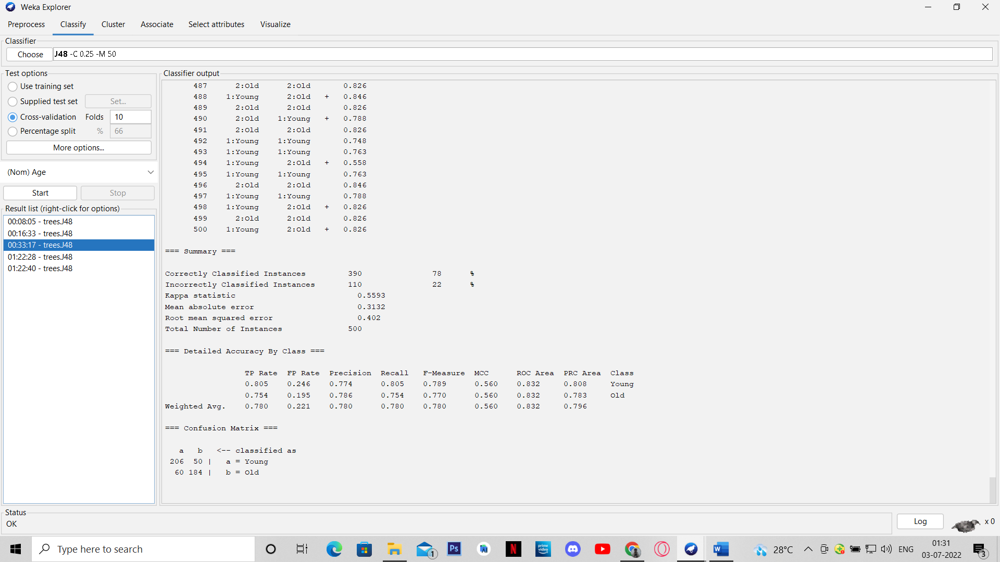 Weka Explorer
Preprocess Classify Cluster Associate Select attributes Visualize
Classifier
Choose J48 -C 0.25 -M 50
Test options
Use training set
Supplied test set Set...
Cross-validation Folds 10
Percentage split % 66
More options...
(Nom) Age
Start Stop
Result list (right-click for options)
00:08:05 - trees.J48
00:16:33 - trees.J48
00:33:17 - trees.J48
01:22:28 - trees.J48
01:22:40 - trees.J48
Classifier output
487 2:Old 2:Old 0.826
488 1:Young 2:Old + 0.846
489 2:Old 2:Old 0.826
490 2:Old 1:Young + 0.788
491 2:Old 2:Old 0.826
492 1:Young 1:Young 0.748
493 1:Young 1:Young 0.763
494 1:Young 2:Old + 0.558
495 1:Young 1:Young 0.763
496 2:Old 2:Old 0.846
497 1:Young 1:Young 0.788
498 1:Young 2:Old + 0.826
499 2:Old 2:Old 0.826
500 1:Young 2:Old + 0.826
=== Summary ===
Correctly Classified Instances 390 78 %
Incorrectly Classified Instances 110 22 %
Kappa statistic 0.5593
Mean absolute error 0.3132
Root mean squared error 0.402
Total Number of Instances 500
=== Detailed Accuracy By Class ===
TP Rate FP Rate Precision Recall F-Measure MCC ROC Area PRC Area Class
0.805 0.246 0.774 0.805 0.789 0.560 0.832 0.808 Young
0.754 0.195 0.786 0.754 0.770 0.560 0.832 0.783 Old
Weighted Avg. 0.780 0.221 0.780 0.780 0.780 0.560 0.832 0.796
=== Confusion Matrix ===
a b <-- classified as
206 50 | a = Young
60 184 | b = Old
Status
OK
Log x 0
Type here to search
1
Ps
N
prime video
W
28°C
ENG
01:31
03-07-2022
3